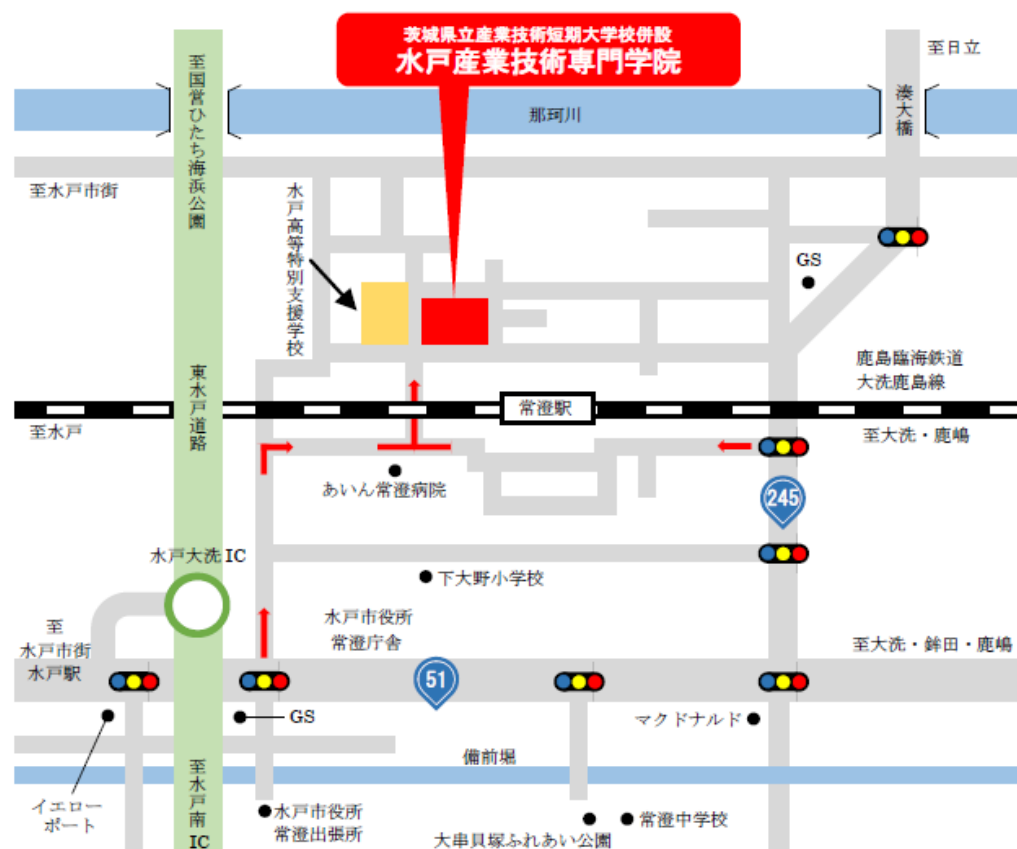 茨城県立産業技術短期大学校併設
水戸産業技術専門学院
至日立
至国営ひたち海浜公園
那珂川
湊大橋
至水戸市街
水戸高等特別支援学校
GS
東水戸道路
鹿島臨海鉄道
大洗鹿島線
常澄駅
至水戸
至大洗・鹿嶋
あいん常澄病院
245
水戸大洗IC
下大野小学校
水戸市役所
常澄庁舎
至
水戸市街
水戸駅
至大洗・鉾田・鹿嶋
51
GS
マクドナルド
備前堀
至水戸南IC
イエロー
ポート
水戸市役所
常澄出張所
大串貝塚ふれあい公園
常澄中学校